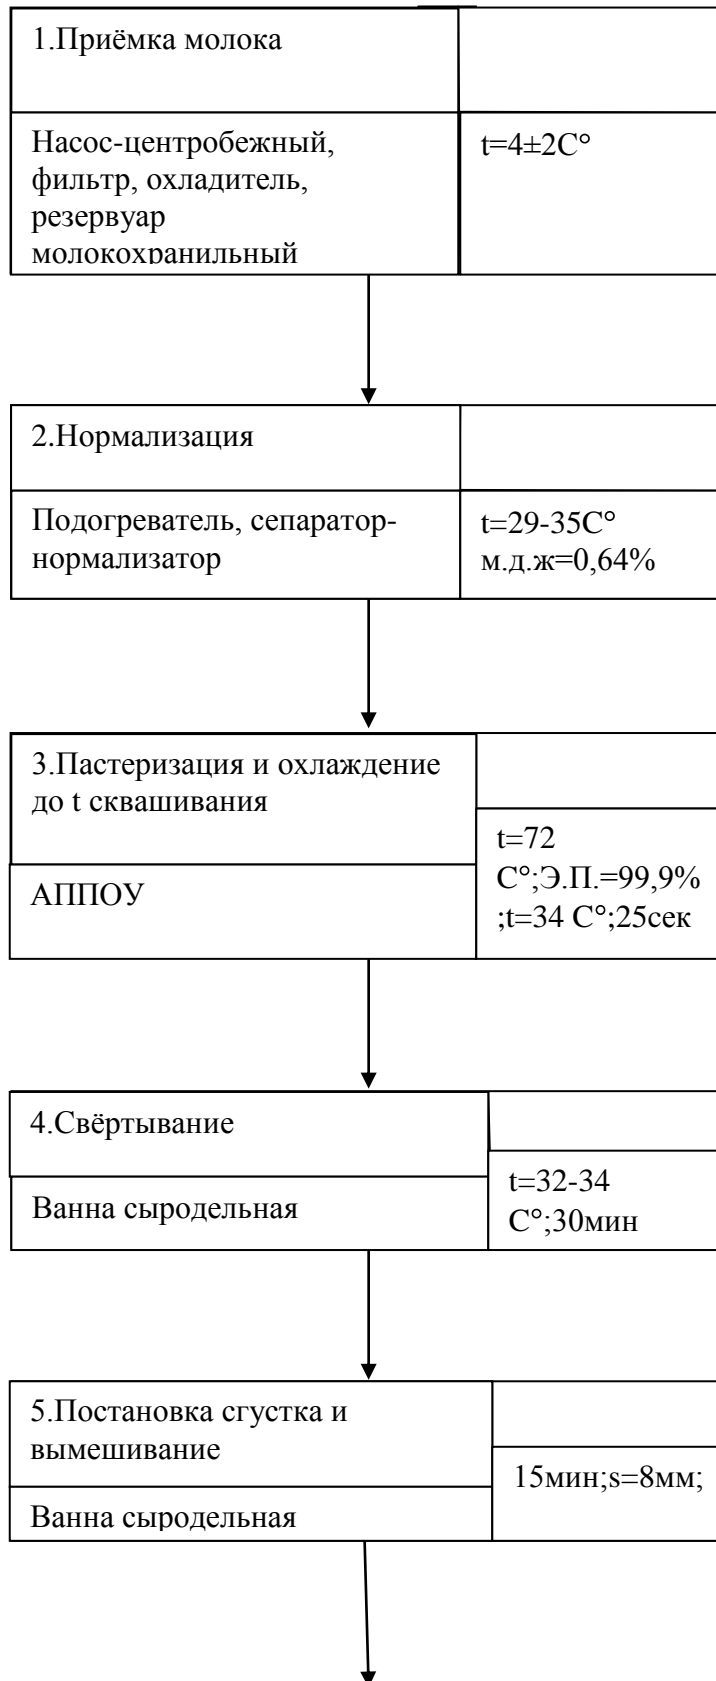 1.Приёмка молока
Насос-центробежный,
фильтр, охладитель,
резервуар
молокохранильный
t=4±2С°
2.Нормализация
Подогреватель, сепаратор-
нормализатор
t=29-35С°
м.д.ж=0,64%
3.Пастеризация и охлаждение
до t сквашивания
АППОУ
t=72
С°;Э.П.=99,9%
;t=34 С°;25сек
4.Свёртывание
Ванна сыродельная
t=32-34
С°;30мин
5.Постановка сгустка и
вымешивание
Ванна сыродельная
15мин;s=8мм;